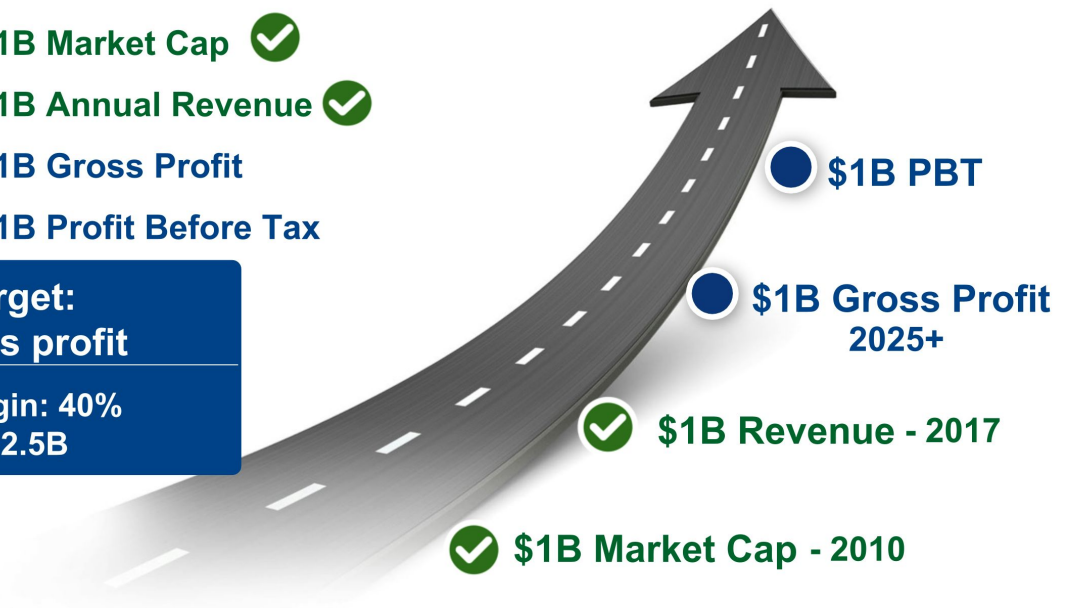 1B Market Cap
1B Annual Revenue
1B Gross Profit
1B Profit Before Tax
rget:
s profit
gin: 40%
2.5B
$1B PBT
$1B Gross Profit
2025+
$1B Revenue - 2017
$1B Market Cap - 2010